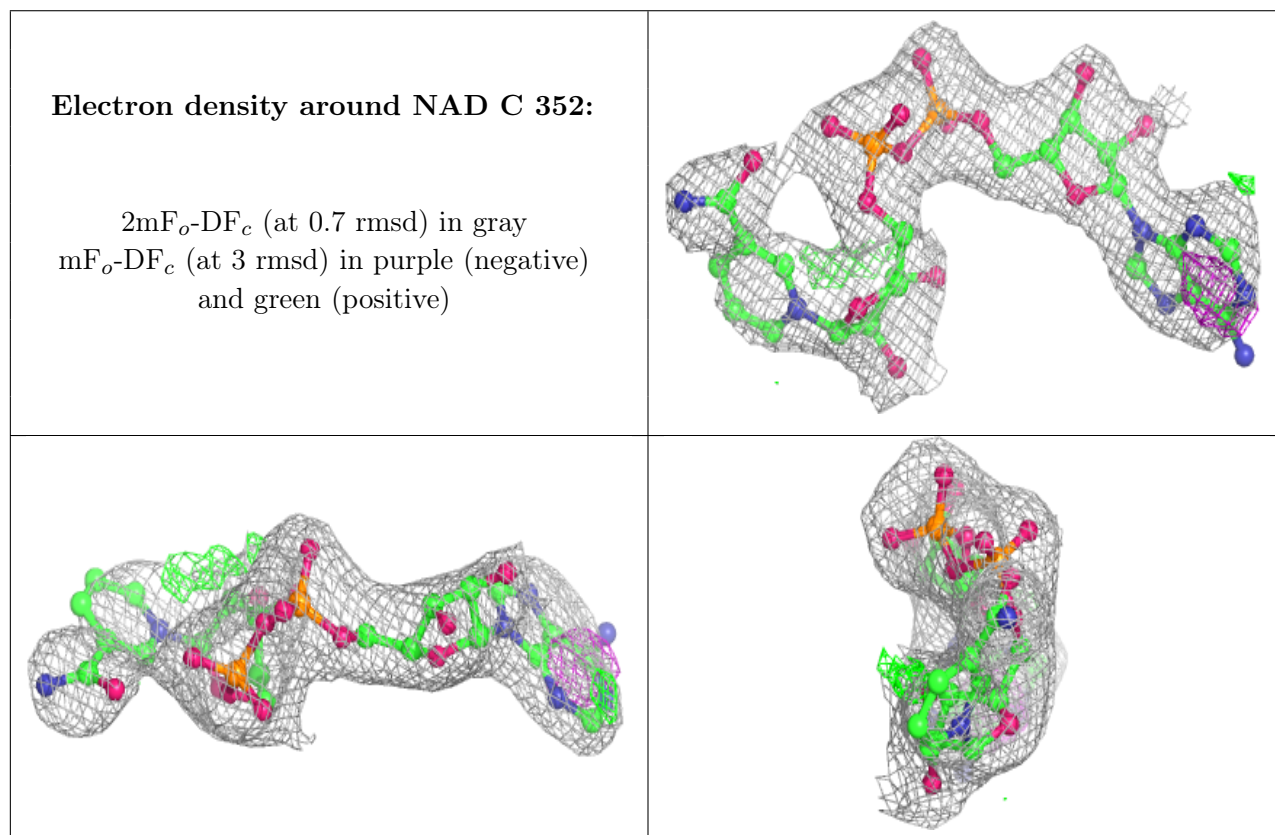 Electron density around NAD C 352:
2mFo-DFc (at 0.7 rmsd) in gray
mFo-DFc (at 3 rmsd) in purple (negative)
and green (positive)